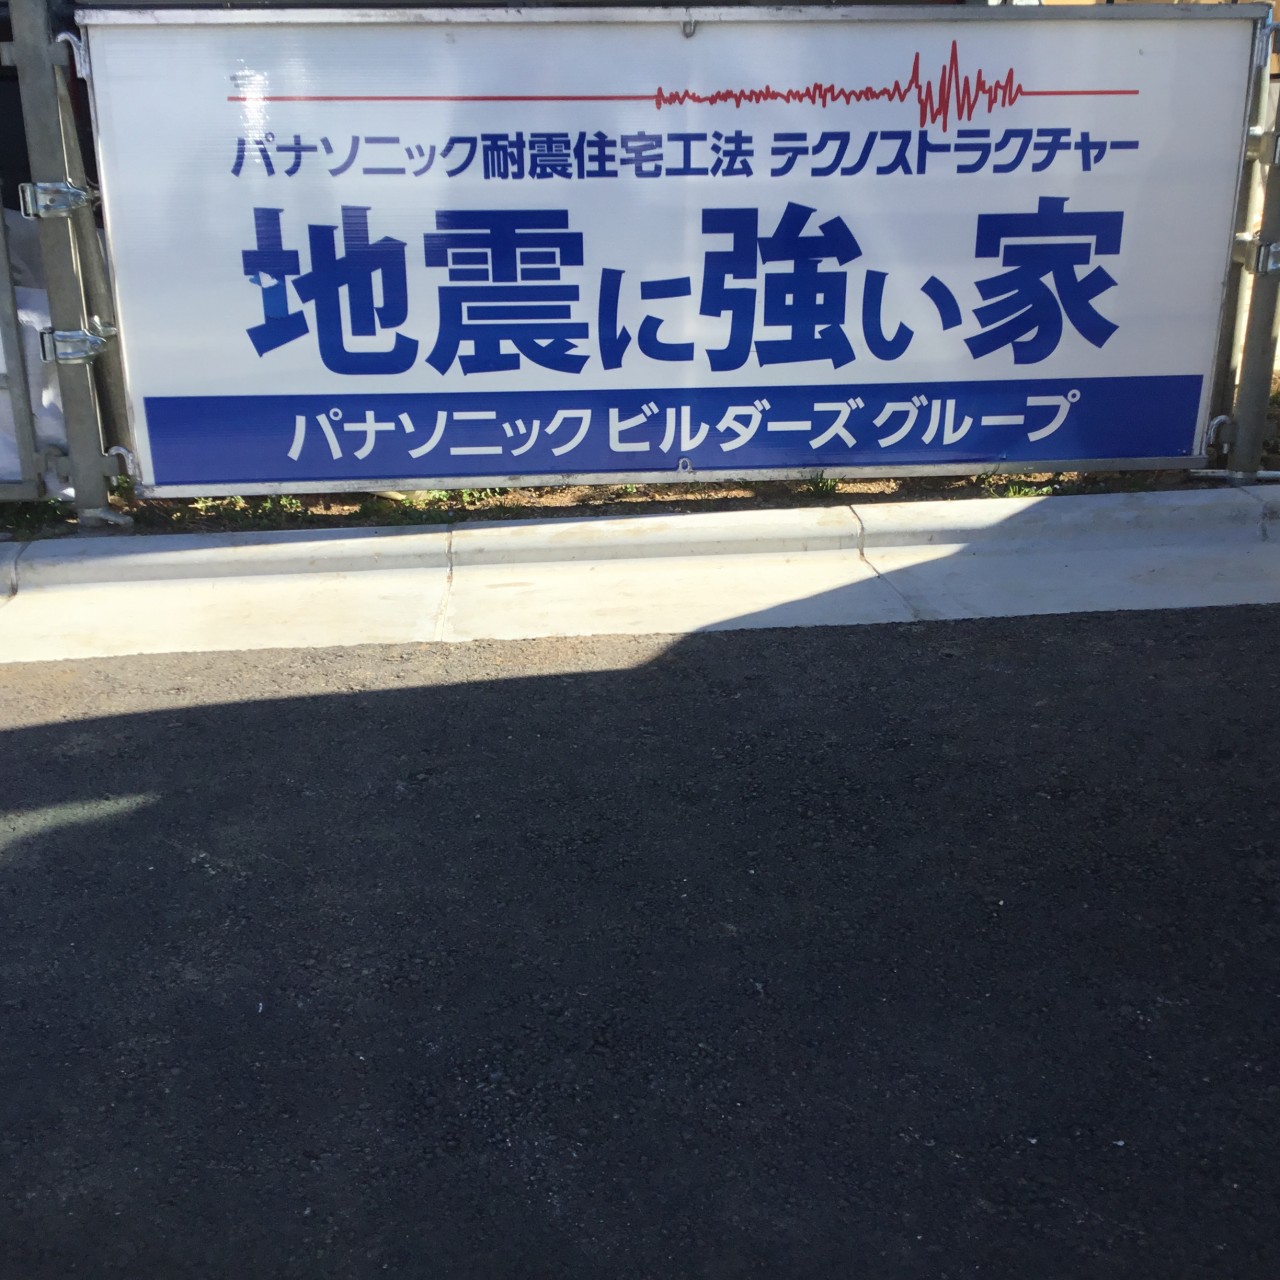 パナソニック耐震住宅工法 テクノストラクチャー
地震に強い家
パナソニック ビルダーズ グループ